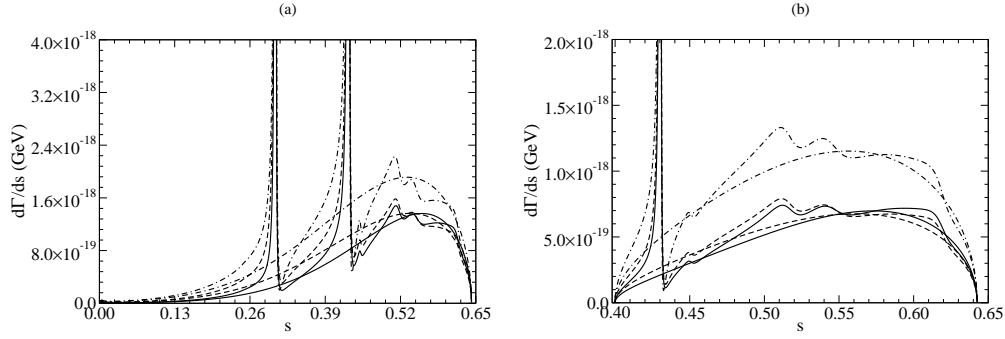 (a)
4.0×10⁻¹⁸
3.2×10⁻¹⁸
2.4×10⁻¹⁸
1.6×10⁻¹⁸
8.0×10⁻¹⁹
0.0
dΓ/ds (GeV)
0.00 0.13 0.26 0.39 0.52 0.65
s
(b)
2.0×10⁻¹⁸
1.5×10⁻¹⁸
1.0×10⁻¹⁸
5.0×10⁻¹⁹
0.0
dΓ/ds (GeV)
0.40 0.45 0.50 0.55 0.60 0.65
s